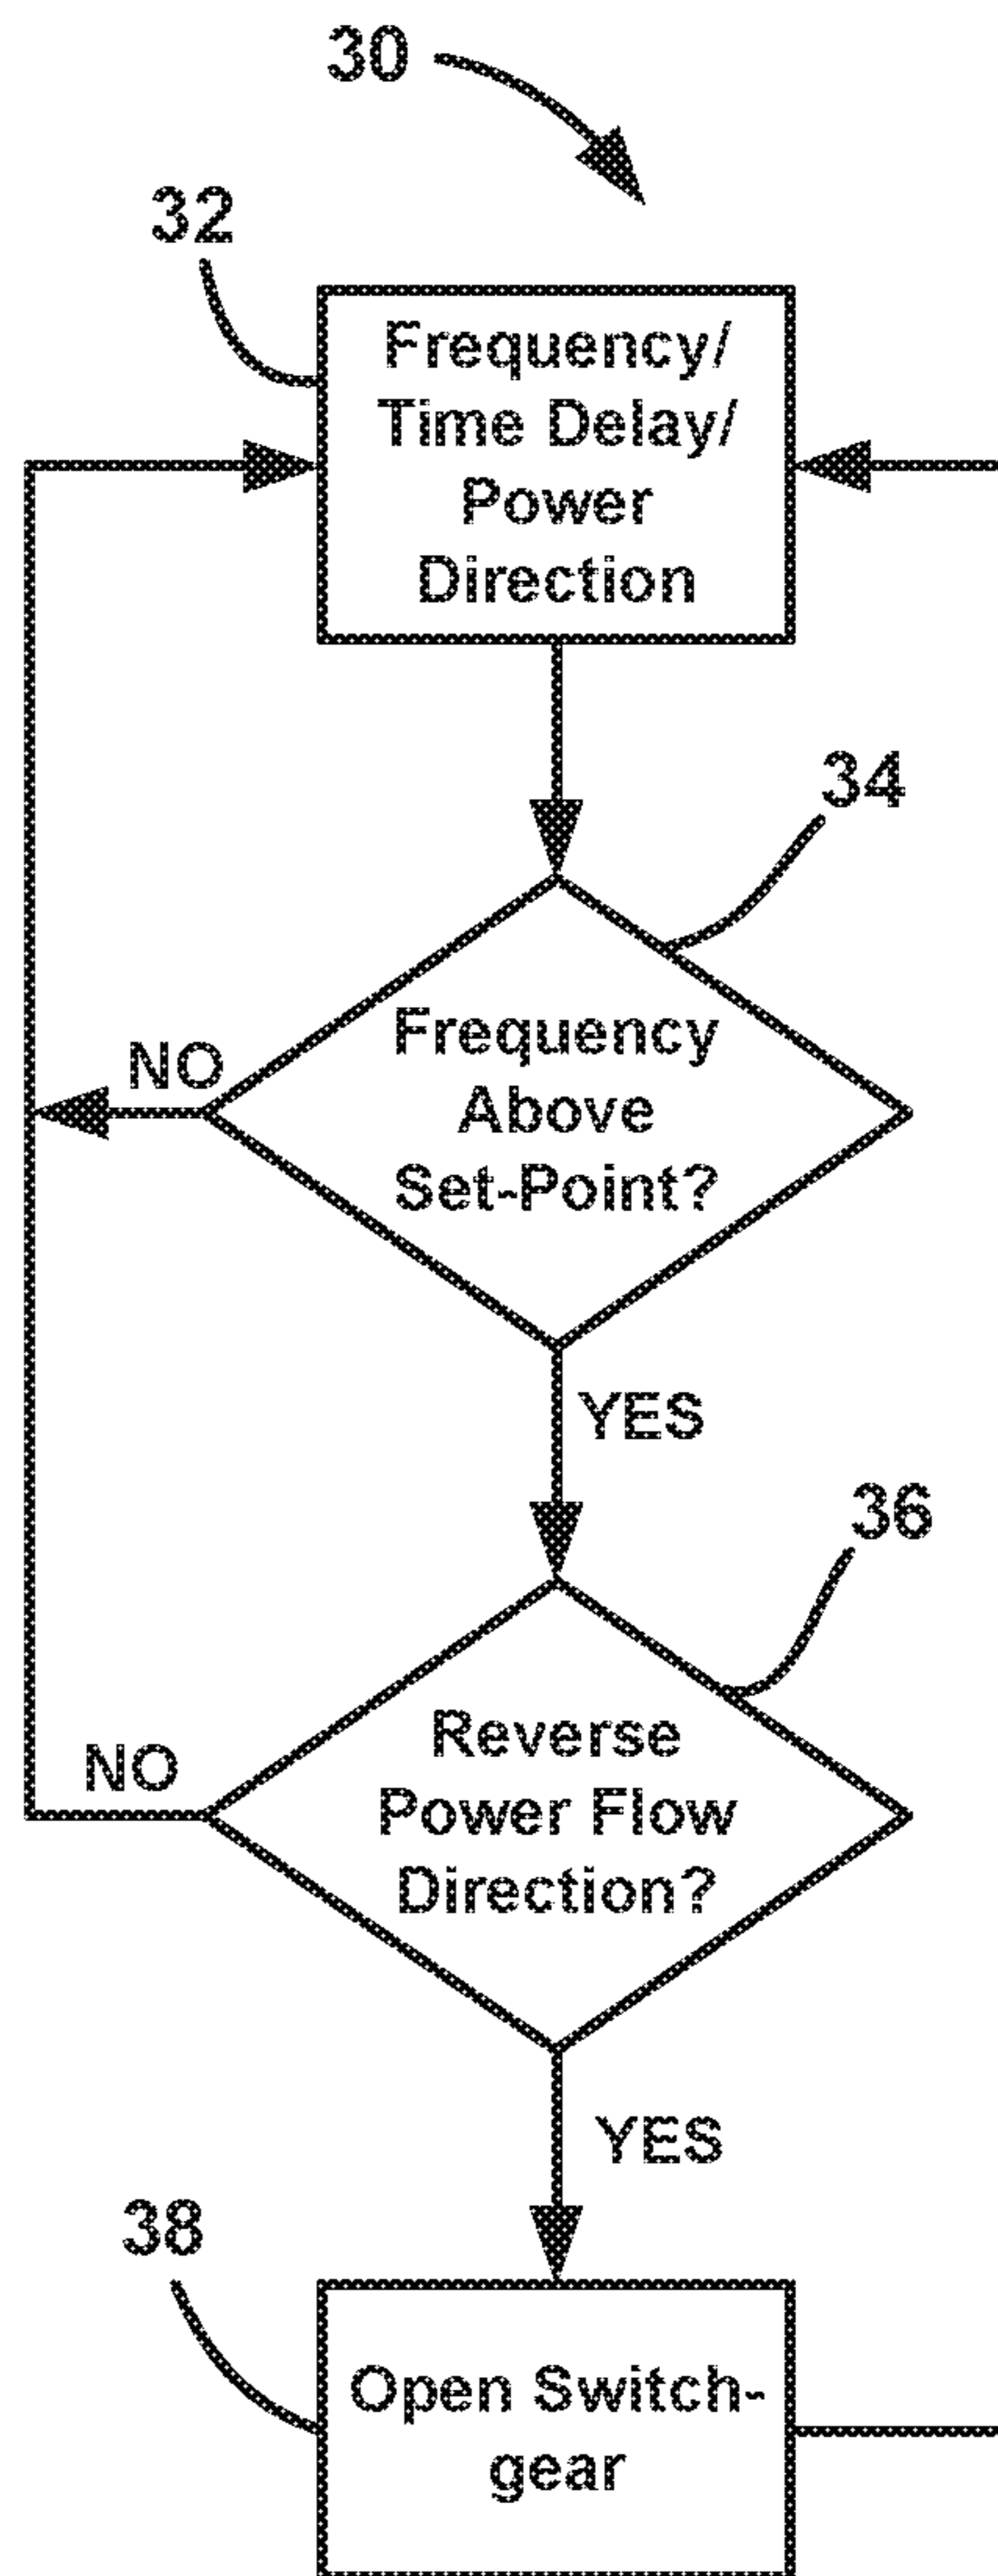 30
32
Frequency/
Time Delay/
Power
Direction
34
Frequency
Above
Set-Point?
NO
YES
36
Reverse
Power Flow
Direction?
NO
YES
38
Open Switch-
gear